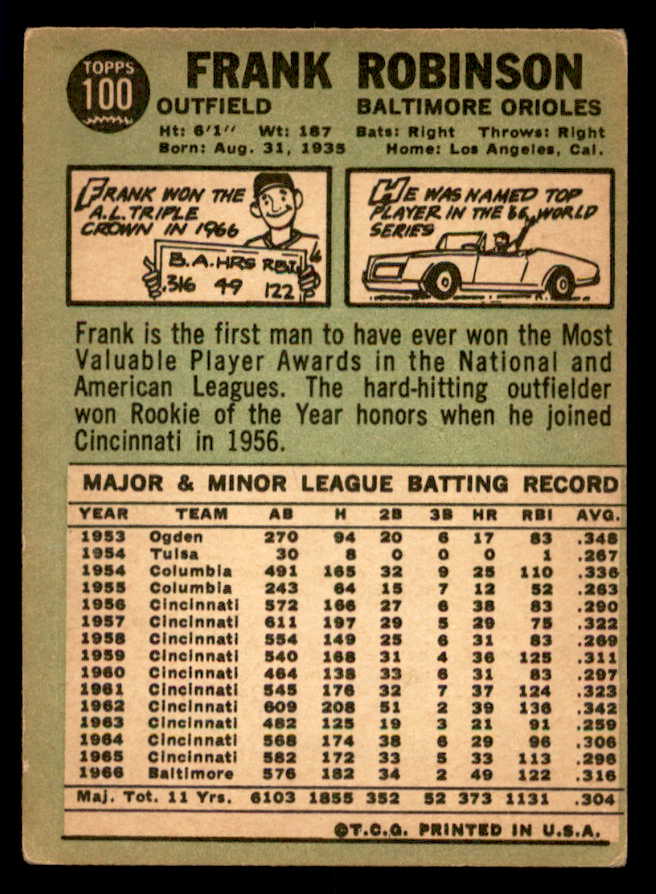 TOPPS
100
FRANK ROBINSON
OUTFIELD BALTIMORE ORIOLES
Ht: 6'1" Wt: 187 Bats: Right Throws: Right
Born: Aug. 31, 1935 Home: Los Angeles, Cal.
FRANK WON THE
A.L. TRIPLE
CROWN IN 1966
B.A. HRS RBI
.316 49 122
HE WAS NAMED TOP
PLAYER IN THE '66 WORLD
SERIES
Frank is the first man to have ever won the Most
Valuable Player Awards in the National and
American Leagues. The hard-hitting outfielder
won Rookie of the Year honors when he joined
Cincinnati in 1956.
MAJOR & MINOR LEAGUE BATTING RECORD
YEAR TEAM AB H 2B 3B HR RBI AVG.
1953 Ogden 270 94 20 6 17 83 .348
1954 Tulsa 30 8 0 0 0 1 .267
1954 Columbia 491 165 32 9 25 110 .336
1955 Columbia 243 64 15 7 12 52 .263
1956 Cincinnati 572 166 27 6 38 83 .290
1957 Cincinnati 611 197 29 5 29 75 .322
1958 Cincinnati 554 149 25 6 31 83 .269
1959 Cincinnati 540 168 31 4 36 125 .311
1960 Cincinnati 464 138 33 6 31 83 .297
1961 Cincinnati 545 176 32 7 37 124 .323
1962 Cincinnati 609 208 51 2 39 136 .342
1963 Cincinnati 482 125 19 3 21 91 .259
1964 Cincinnati 568 174 38 6 29 96 .306
1965 Cincinnati 582 172 33 5 33 113 .296
1966 Baltimore 576 182 34 2 49 122 .316
Maj. Tot. 11 Yrs. 6103 1855 352 52 373 1131 .304
©T.C.G. PRINTED IN U.S.A.